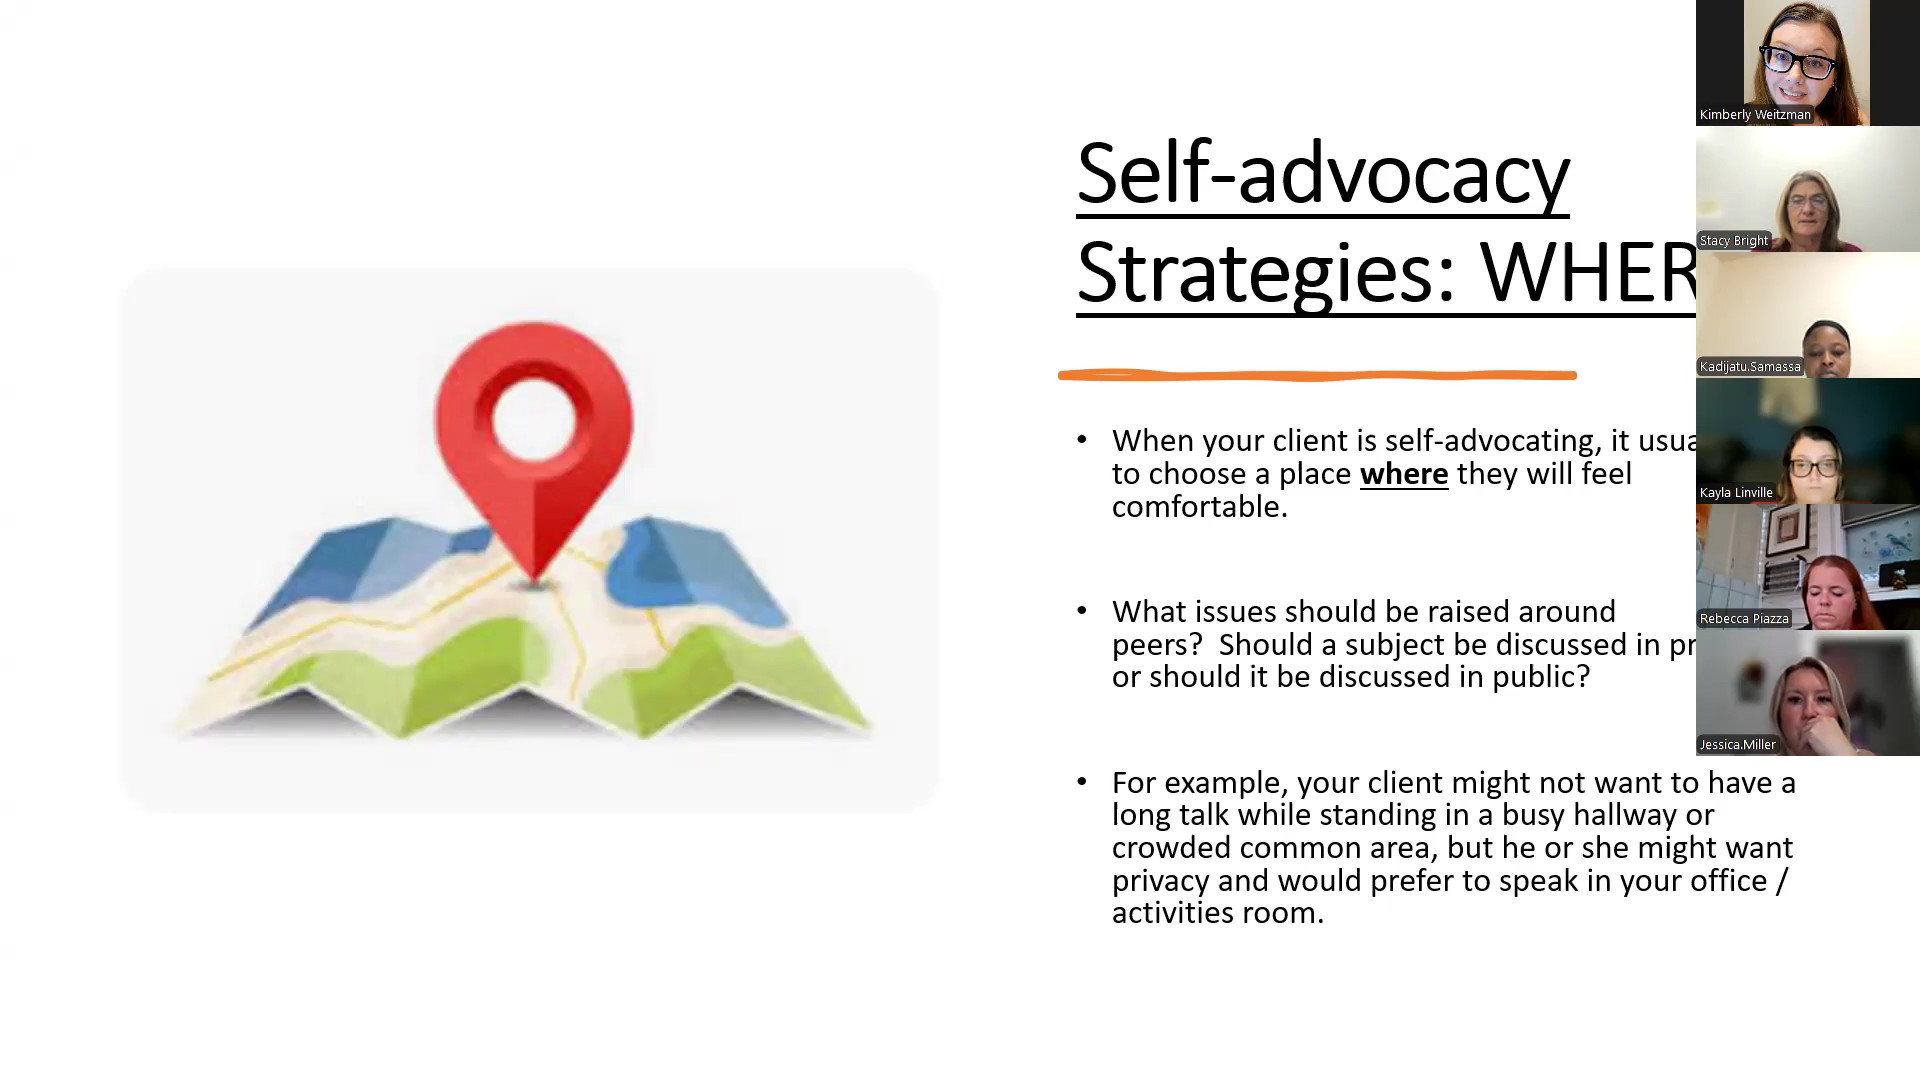 Self-advocacy
Strategies: WHER
• When your client is self-advocating, it usua
to choose a place where they will feel
comfortable.
• What issues should be raised around
peers?  Should a subject be discussed in pr
or should it be discussed in public?
• For example, your client might not want to have a
long talk while standing in a busy hallway or
crowded common area, but he or she might want
privacy and would prefer to speak in your office /
activities room.
Kimberly Weitzman
Stacy Bright
Kadijatu.Samassa
Kayla Linville
Rebecca Piazza
Jessica.Miller